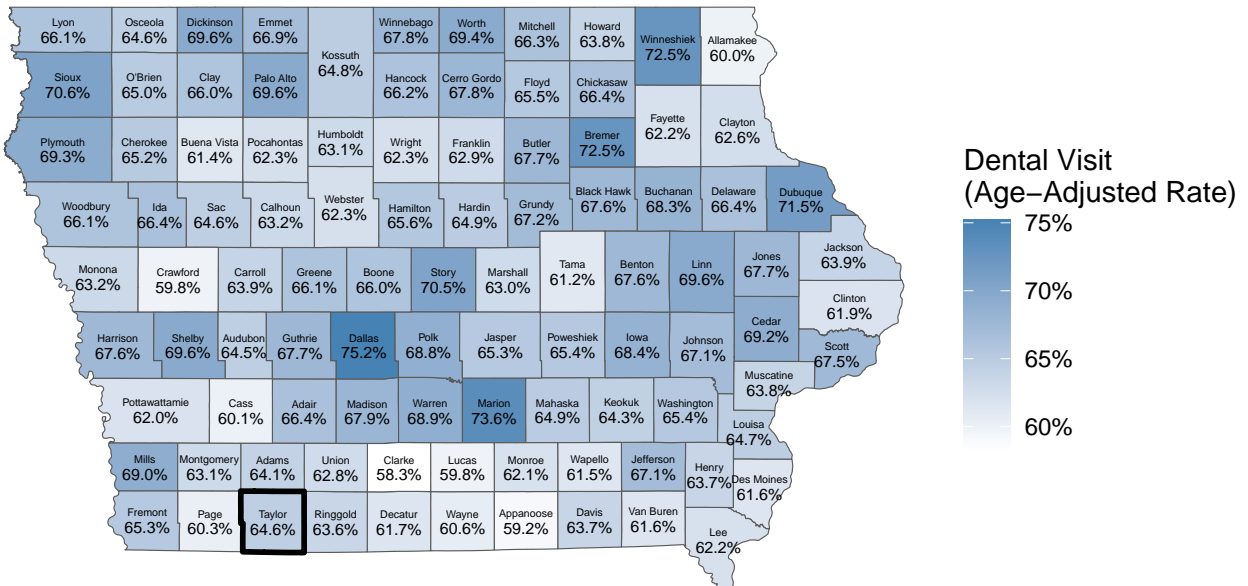 Lyon
66.1%
Osceola
64.6%
Dickinson
69.6%
Emmet
66.9%
Kossuth
64.8%
Winnebago
67.8%
Worth
69.4%
Mitchell
66.3%
Howard
63.8%
Winneshiek
72.5%
Allamakee
60.0%
Sioux
70.6%
O'Brien
65.0%
Clay
66.0%
Palo Alto
69.6%
Hancock
66.2%
Cerro Gordo
67.8%
Floyd
65.5%
Chickasaw
66.4%
Fayette
62.2%
Clayton
62.6%
Plymouth
69.3%
Cherokee
65.2%
Buena Vista
61.4%
Pocahontas
62.3%
Humboldt
63.1%
Wright
62.3%
Franklin
62.9%
Butler
67.7%
Bremer
72.5%
Woodbury
66.1%
Ida
66.4%
Sac
64.6%
Calhoun
63.2%
Webster
62.3%
Hamilton
65.6%
Hardin
64.9%
Grundy
67.2%
Black Hawk
67.6%
Buchanan
68.3%
Delaware
66.4%
Dubuque
71.5%
Monona
63.2%
Crawford
59.8%
Carroll
63.9%
Greene
66.1%
Boone
66.0%
Story
70.5%
Marshall
63.0%
Tama
61.2%
Benton
67.6%
Linn
69.6%
Jones
67.7%
Jackson
63.9%
Clinton
61.9%
Harrison
67.6%
Shelby
69.6%
Audubon
64.5%
Guthrie
67.7%
Dallas
75.2%
Polk
68.8%
Jasper
65.3%
Poweshiek
65.4%
Iowa
68.4%
Johnson
67.1%
Cedar
69.2%
Scott
67.5%
Muscatine
63.8%
Pottawattamie
62.0%
Cass
60.1%
Adair
66.4%
Madison
67.9%
Warren
68.9%
Marion
73.6%
Mahaska
64.9%
Keokuk
64.3%
Washington
65.4%
Louisa
64.7%
Mills
69.0%
Montgomery
63.1%
Adams
64.1%
Union
62.8%
Clarke
58.3%
Lucas
59.8%
Monroe
62.1%
Wapello
61.5%
Jefferson
67.1%
Henry
63.7%
Des Moines
61.6%
Fremont
65.3%
Page
60.3%
Taylor
64.6%
Ringgold
63.6%
Decatur
61.7%
Wayne
60.6%
Appanoose
59.2%
Davis
63.7%
Van Buren
61.6%
Lee
62.2%
Dental Visit
(Age−Adjusted Rate)
75%
70%
65%
60%